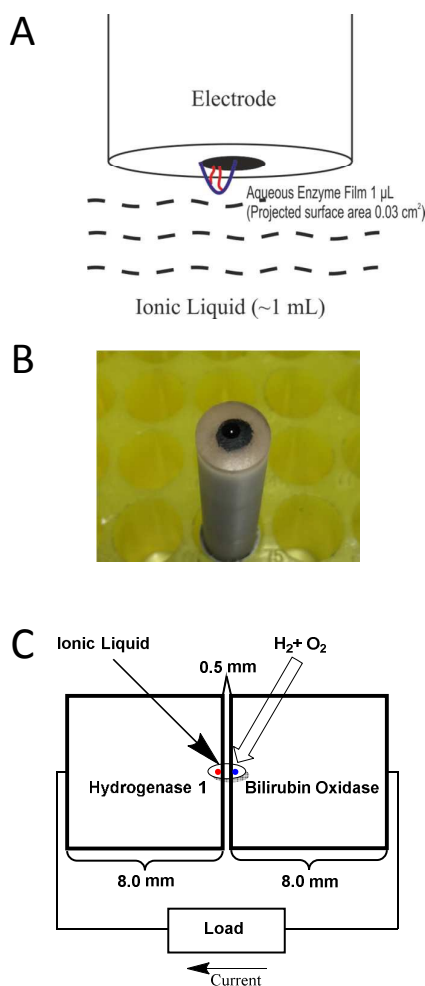 A
Electrode
Aqueous Enzyme Film 1 µL
(Projected surface area 0.03 cm²)
Ionic Liquid (~1 mL)
B
C
Ionic Liquid
H₂+ O₂
0.5 mm
Hydrogenase 1
Bilirubin Oxidase
8.0 mm
8.0 mm
Load
Current